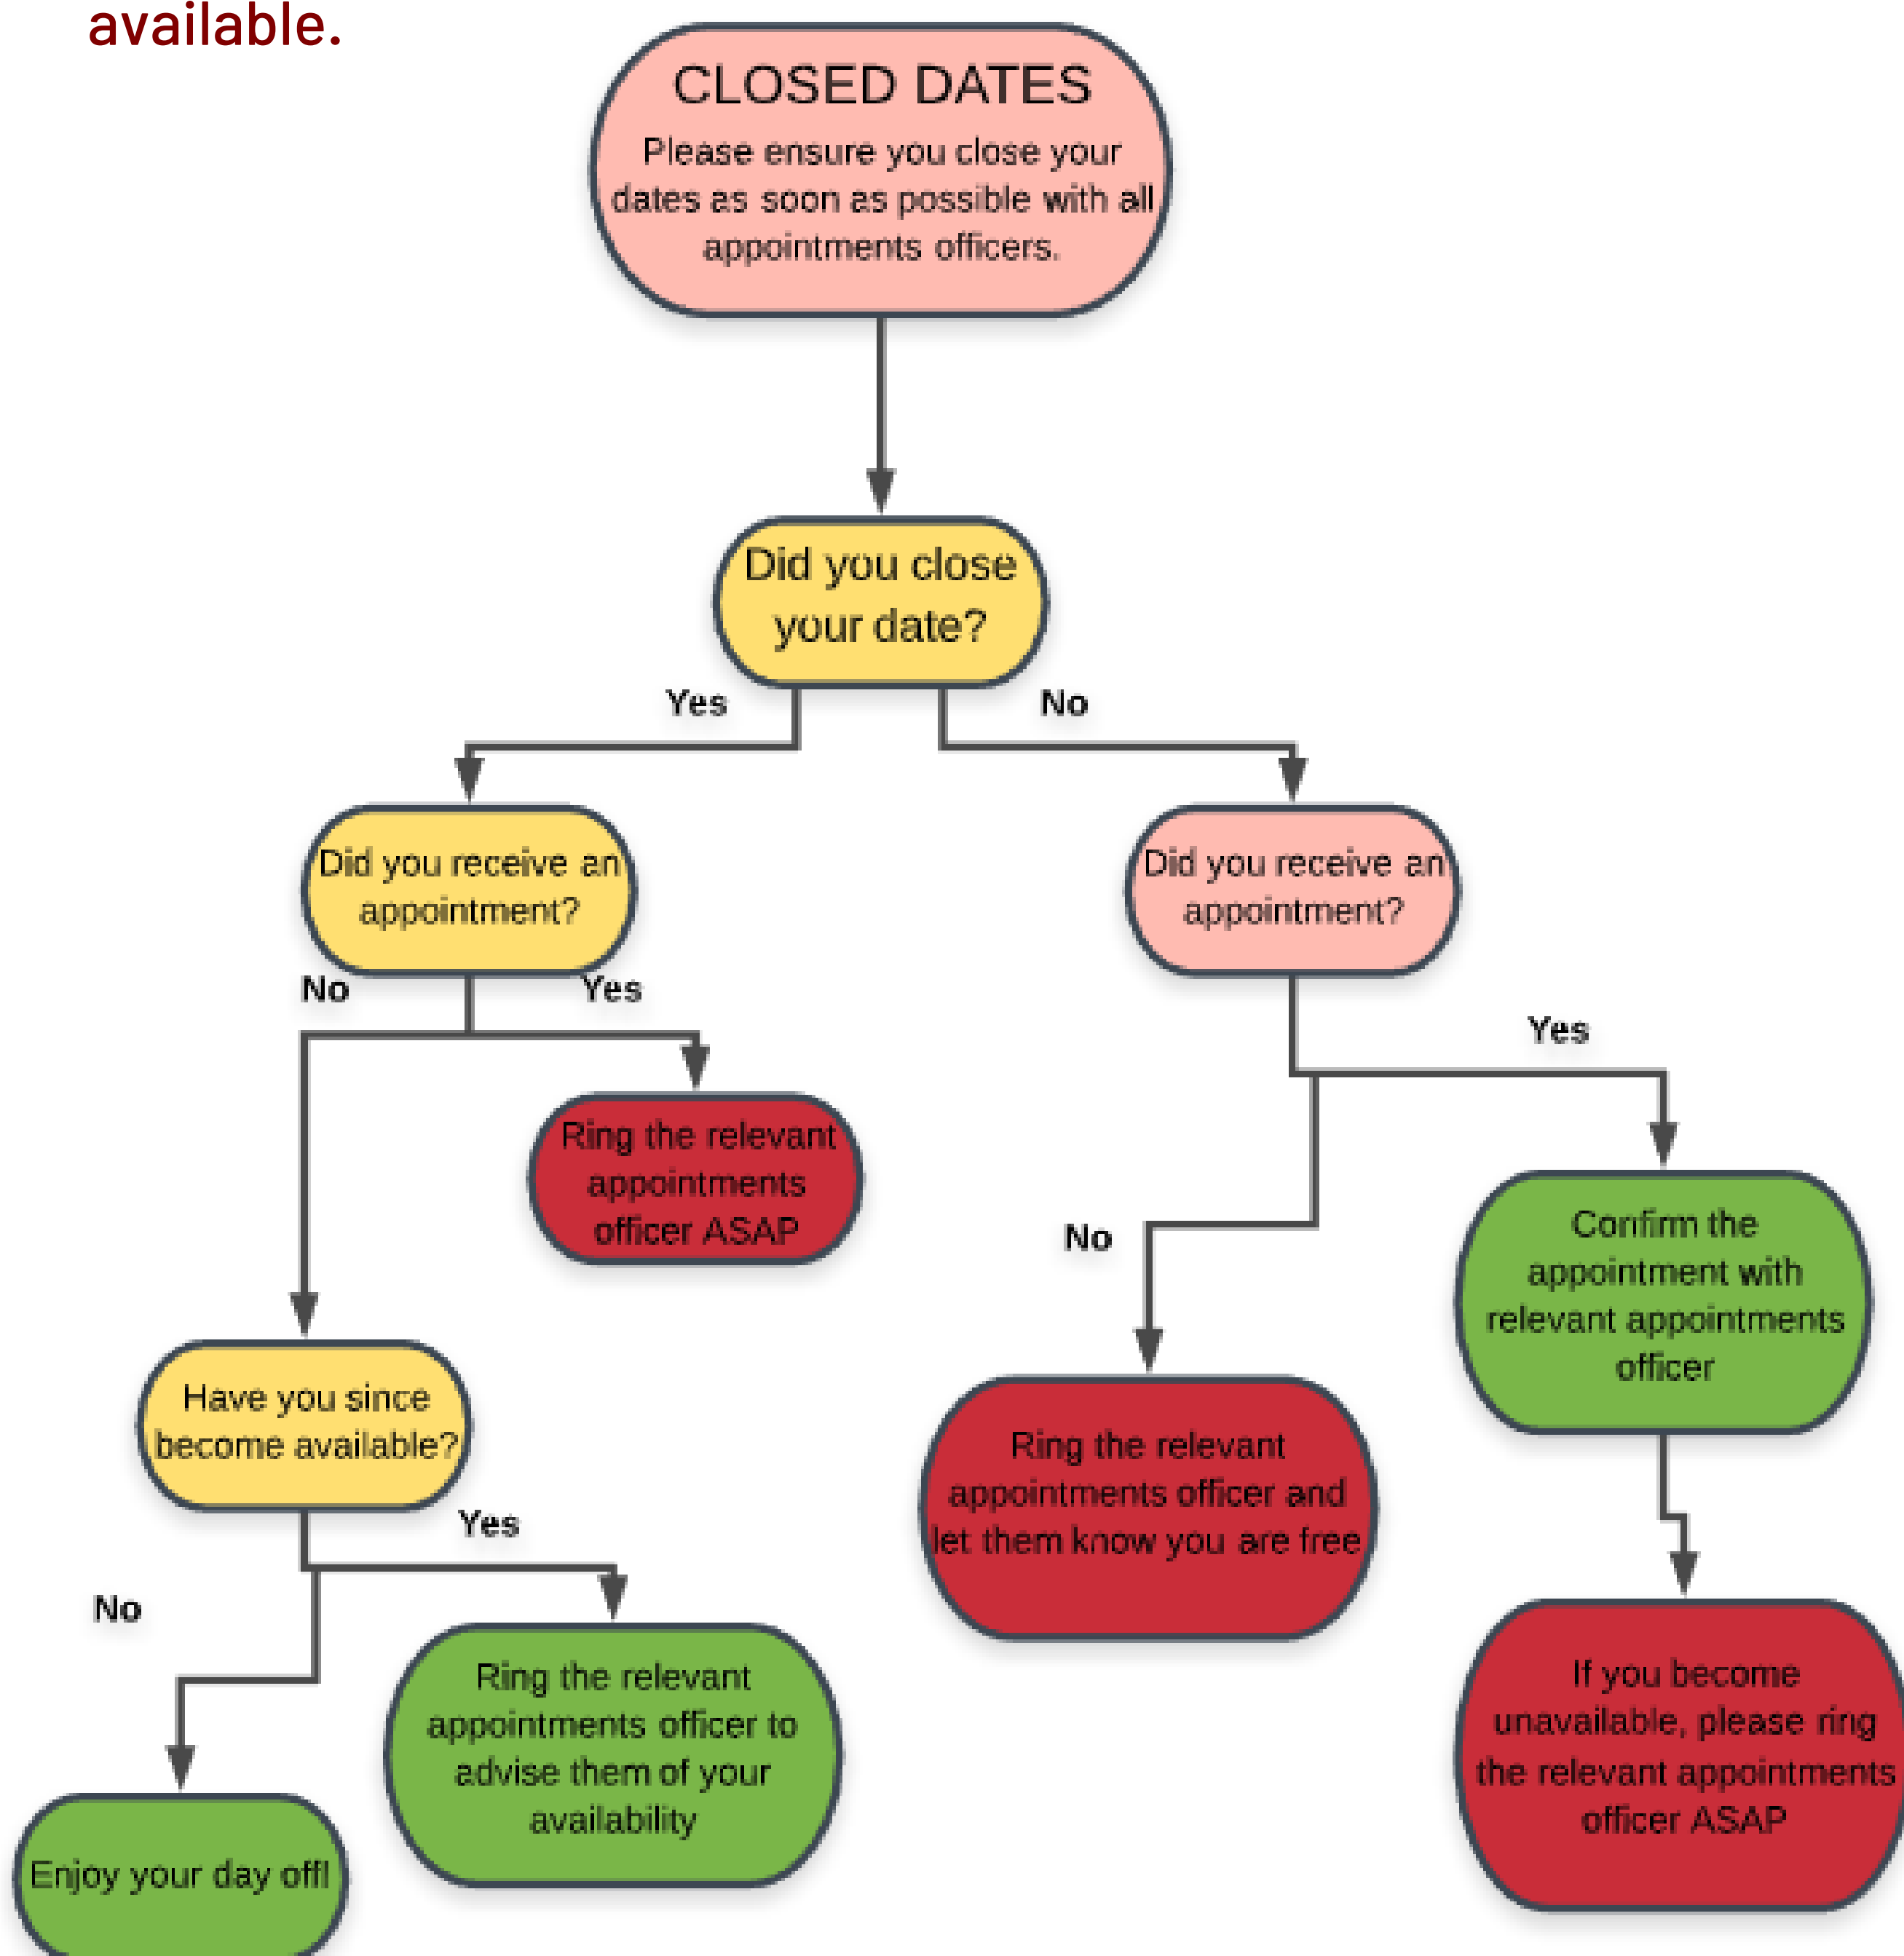 available.
CLOSED DATES
Please ensure you close your
dates as soon as possible with all
appointments officers.
Did you close
your date?
Yes
No
Did you receive an
appointment?
Did you receive an
appointment?
No
Yes
Yes
Ring the relevant
appointments
officer ASAP
No
Confirm the
appointment with
relevant appointments
officer
Have you since
become available?
Ring the relevant
appointments officer and
let them know you are free
Yes
No
Ring the relevant
appointments officer to
advise them of your
availability
If you become
unavailable, please ring
the relevant appointments
officer ASAP
Enjoy your day off!